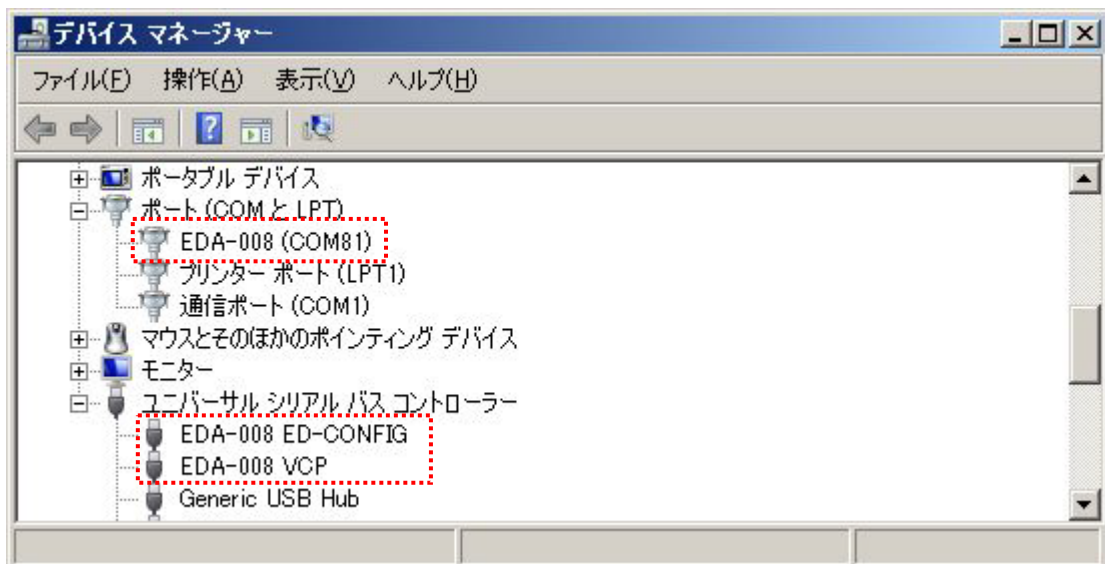 デバイス マネージャー
ファイル(F) 操作(A) 表示(V) ヘルプ(H)
ポータブル デバイス
ポート (COM と LPT)
EDA-008 (COM81)
プリンター ポート (LPT1)
通信ポート (COM1)
マウスとそのほかのポインティング デバイス
モニター
ユニバーサル シリアル バス コントローラー
EDA-008 ED-CONFIG
EDA-008 VCP
Generic USB Hub